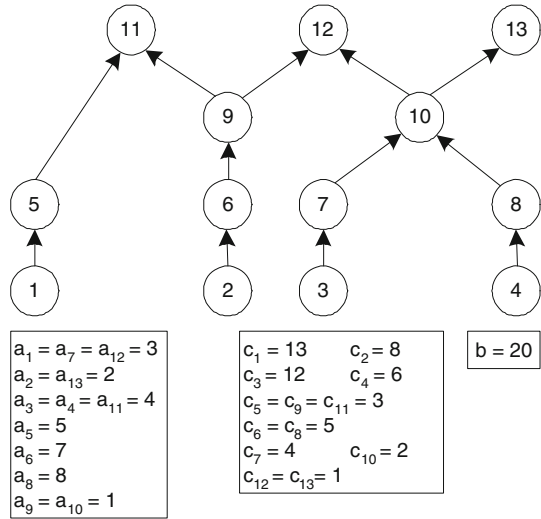 11 12 13
9 10
5 6 7 8
1 2 3 4
a₁ = a₇ = a₁₂ = 3
a₂ = a₁₃ = 2
a₃ = a₄ = a₁₁ = 4
a₅ = 5
a₆ = 7
a₈ = 8
a₉ = a₁₀ = 1
c₁ = 13 c₂ = 8
c₃ = 12 c₄ = 6
c₅ = c₉ = c₁₁ = 3
c₆ = c₈ = 5
c₇ = 4 c₁₀ = 2
c₁₂ = c₁₃ = 1
b = 20